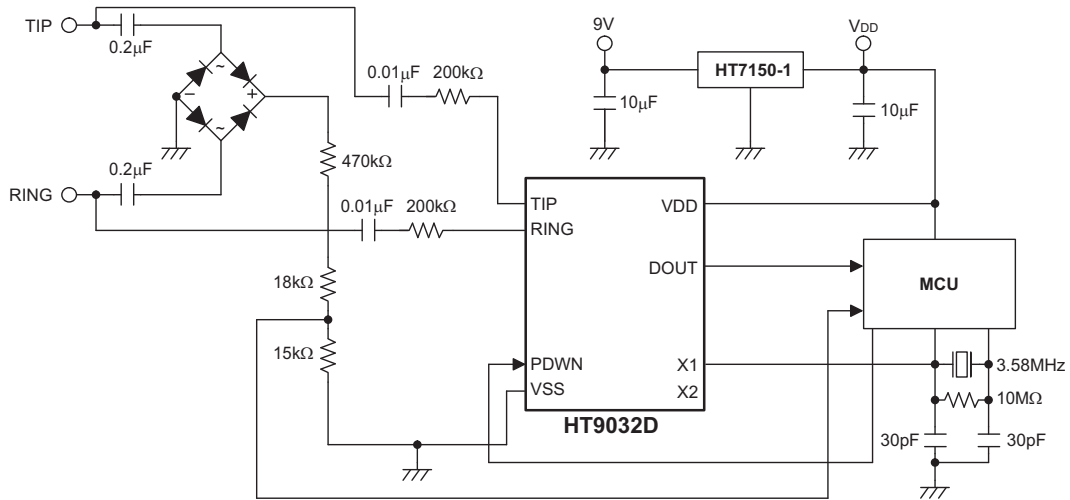 TIP
0.2μF
~
−
+
~
0.2μF
RING
0.01μF
200kΩ
9V
HT7150-1
VDD
10μF
10μF
470kΩ
0.01μF
200kΩ
18kΩ
15kΩ
TIP
RING
PDWN
VSS
VDD
DOUT
X1
X2
HT9032D
MCU
3.58MHz
10MΩ
30pF
30pF